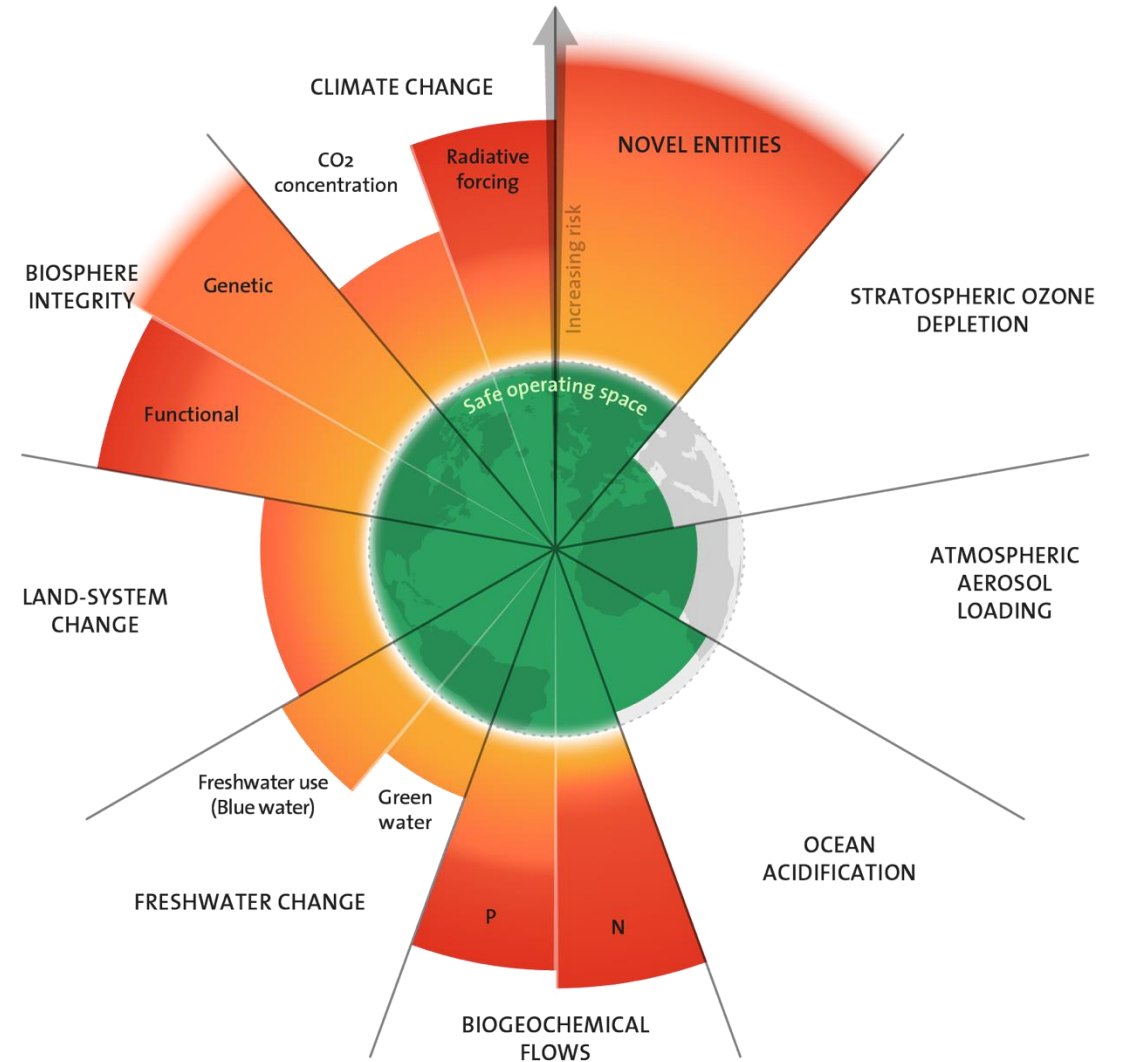 CLIMATE CHANGE
CO2
concentration
Radiative
forcing
NOVEL ENTITIES
Increasing risk
BIOSPHERE
INTEGRITY
Genetic
Functional
STRATOSPHERIC OZONE
DEPLETION
Safe operating space
ATMOSPHERIC
AEROSOL
LOADING
LAND-SYSTEM
CHANGE
Freshwater use
(Blue water)
Green
water
FRESHWATER CHANGE
P
N
OCEAN
ACIDIFICATION
BIOGEOCHEMICAL
FLOWS